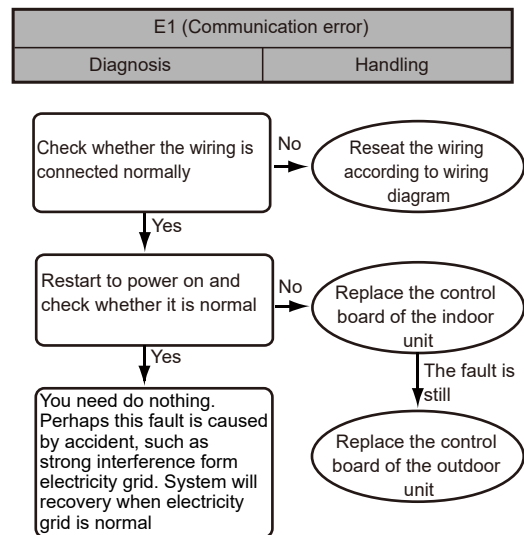 E1 (Communication error)
Diagnosis
Handling
Check whether the wiring is
connected normally
No
Reseat the wiring
according to wiring
diagram
Yes
Restart to power on and
check whether it is normal
No
Replace the control
board of the indoor
unit
Yes
The fault is
still
You need do nothing.
Perhaps this fault is caused
by accident, such as
strong interference form
electricity grid. System will
recovery when electricity
grid is normal
Replace the control
board of the outdoor
unit